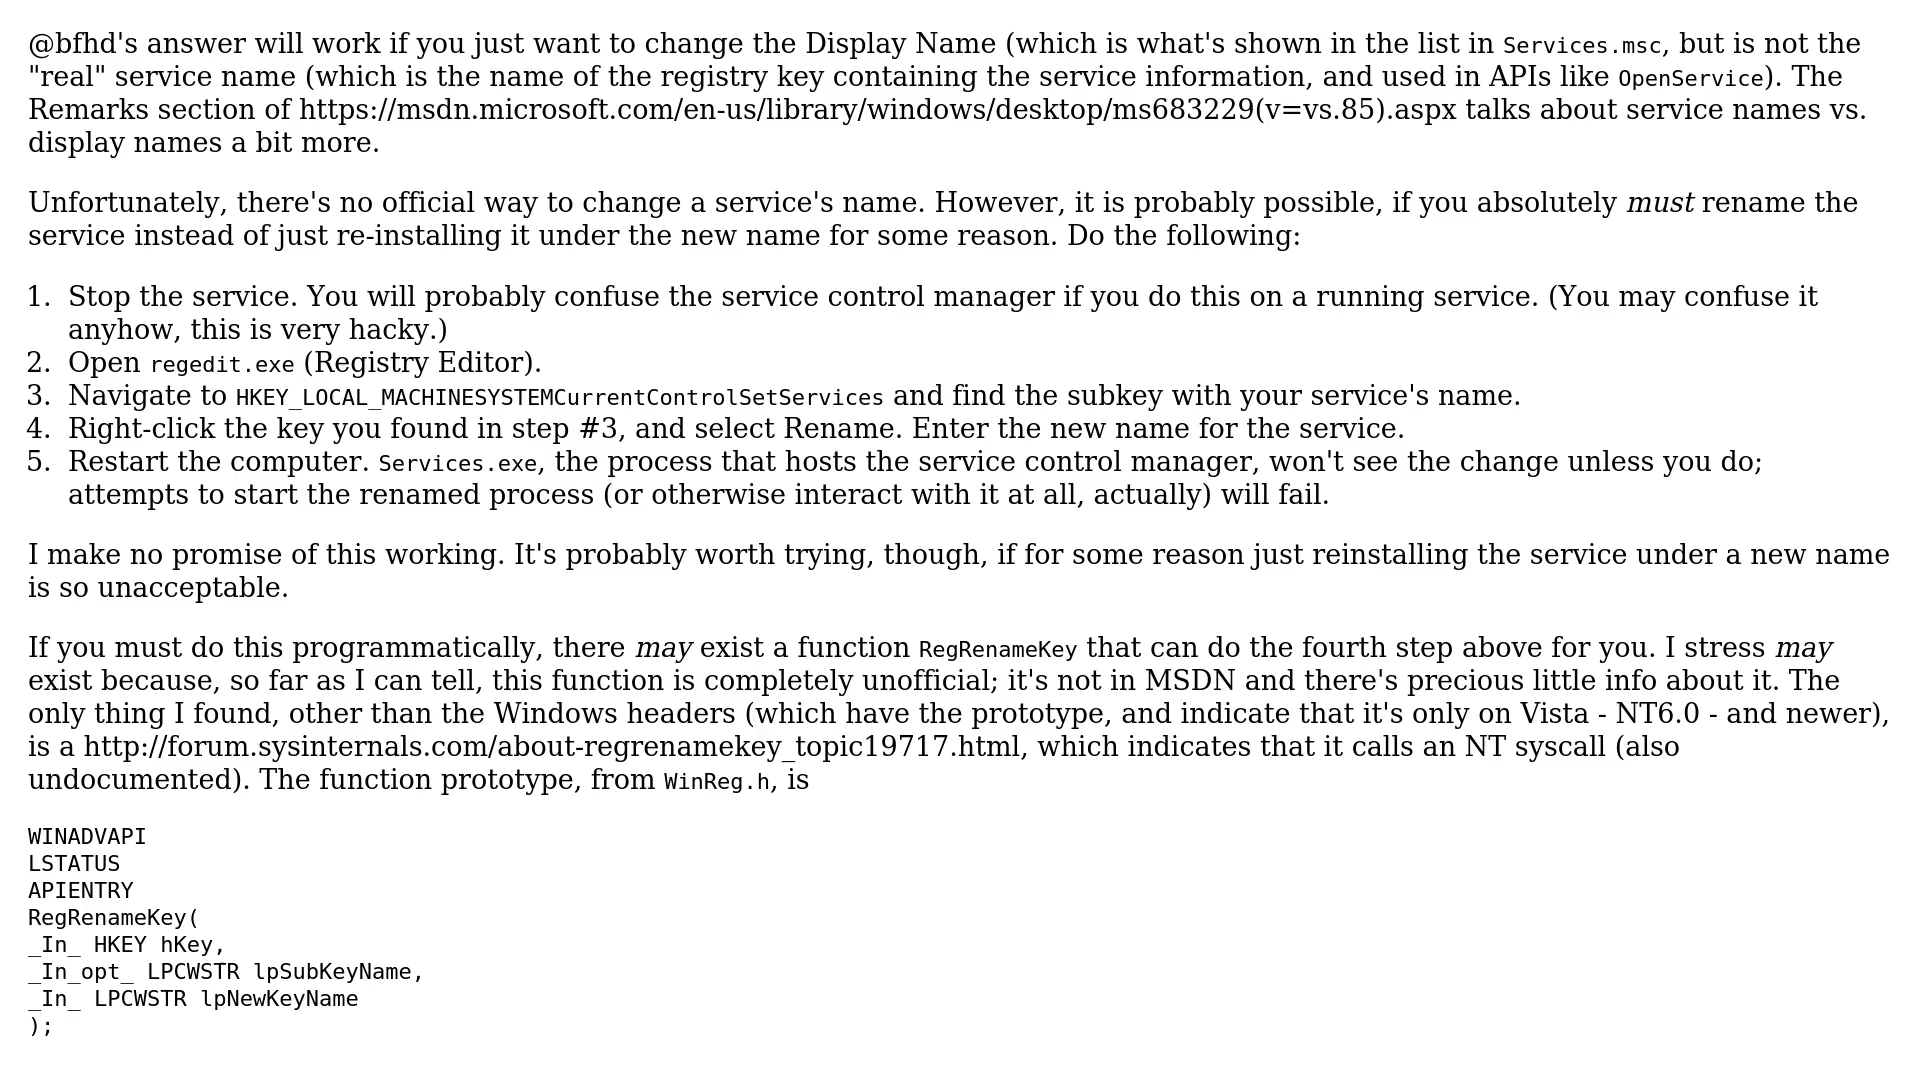 @bfhd's answer will work if you just want to change the Display Name (which is what's shown in the list in Services.msc, but is not the
"real" service name (which is the name of the registry key containing the service information, and used in APIs like OpenService). The
Remarks section of https://msdn.microsoft.com/en-us/library/windows/desktop/ms683229(v=vs.85).aspx talks about service names vs.
display names a bit more.
Unfortunately, there's no official way to change a service's name. However, it is probably possible, if you absolutely must rename the
service instead of just re-installing it under the new name for some reason. Do the following:
1. Stop the service. You will probably confuse the service control manager if you do this on a running service. (You may confuse it
anyhow, this is very hacky.)
2. Open regedit.exe (Registry Editor).
3. Navigate to HKEY_LOCAL_MACHINESYSTEMCurrentControlSetServices and find the subkey with your service's name.
4. Right-click the key you found in step #3, and select Rename. Enter the new name for the service.
5. Restart the computer. Services.exe, the process that hosts the service control manager, won't see the change unless you do;
attempts to start the renamed process (or otherwise interact with it at all, actually) will fail.
I make no promise of this working. It's probably worth trying, though, if for some reason just reinstalling the service under a new name
is so unacceptable.
If you must do this programmatically, there may exist a function RegRenameKey that can do the fourth step above for you. I stress may
exist because, so far as I can tell, this function is completely unofficial; it's not in MSDN and there's precious little info about it. The
only thing I found, other than the Windows headers (which have the prototype, and indicate that it's only on Vista - NT6.0 - and newer),
is a http://forum.sysinternals.com/about-regrenamekey_topic19717.html, which indicates that it calls an NT syscall (also
undocumented). The function prototype, from WinReg.h, is
WINADVAPI
LSTATUS
APIENTRY
RegRenameKey(
_In_ HKEY hKey,
_In_opt_ LPCWSTR lpSubKeyName,
_In_ LPCWSTR lpNewKeyName
);